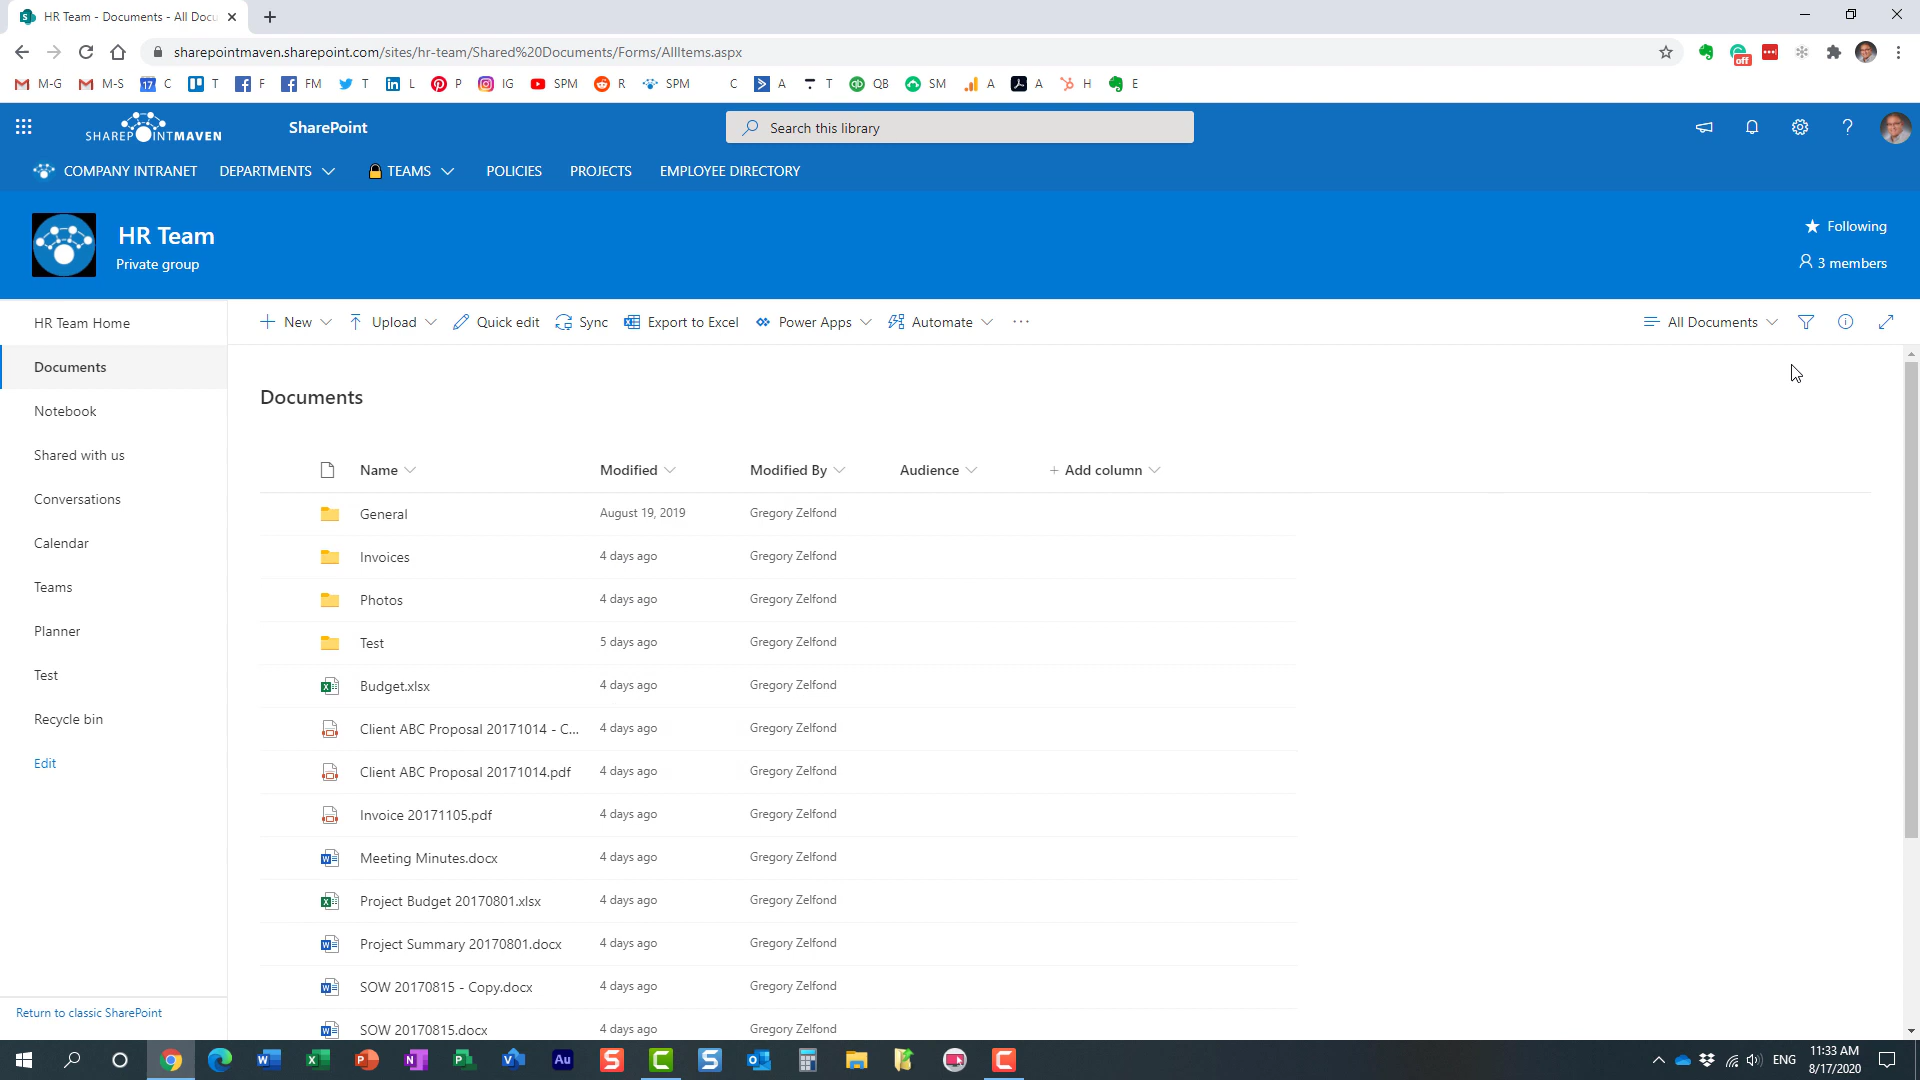 HR Team - Documents - All Docu
sharepointmaven.sharepoint.com/sites/hr-team/Shared%20Documents/Forms/AllItems.aspx
off
M-G M-S 17 C T F FM T L P IG SPM R SPM C A T QB SM A A H E
SHAREPOINTMAVEN SharePoint Search this library
COMPANY INTRANET DEPARTMENTS TEAMS POLICIES PROJECTS EMPLOYEE DIRECTORY
HR Team
Private group
Following
3 members
HR Team Home
Documents
Notebook
Shared with us
Conversations
Calendar
Teams
Planner
Test
Recycle bin
Edit
Return to classic SharePoint
+ New Upload Quick edit Sync Export to Excel Power Apps Automate ... All Documents
Documents
Name Modified Modified By Audience + Add column
General August 19, 2019 Gregory Zelfond
Invoices 4 days ago Gregory Zelfond
Photos 4 days ago Gregory Zelfond
Test 5 days ago Gregory Zelfond
Budget.xlsx 4 days ago Gregory Zelfond
Client ABC Proposal 20171014 - C... 4 days ago Gregory Zelfond
Client ABC Proposal 20171014.pdf 4 days ago Gregory Zelfond
Invoice 20171105.pdf 4 days ago Gregory Zelfond
Meeting Minutes.docx 4 days ago Gregory Zelfond
Project Budget 20170801.xlsx 4 days ago Gregory Zelfond
Project Summary 20170801.docx 4 days ago Gregory Zelfond
SOW 20170815 - Copy.docx 4 days ago Gregory Zelfond
SOW 20170815.docx 4 days ago Gregory Zelfond
ENG
11:33 AM
8/17/2020